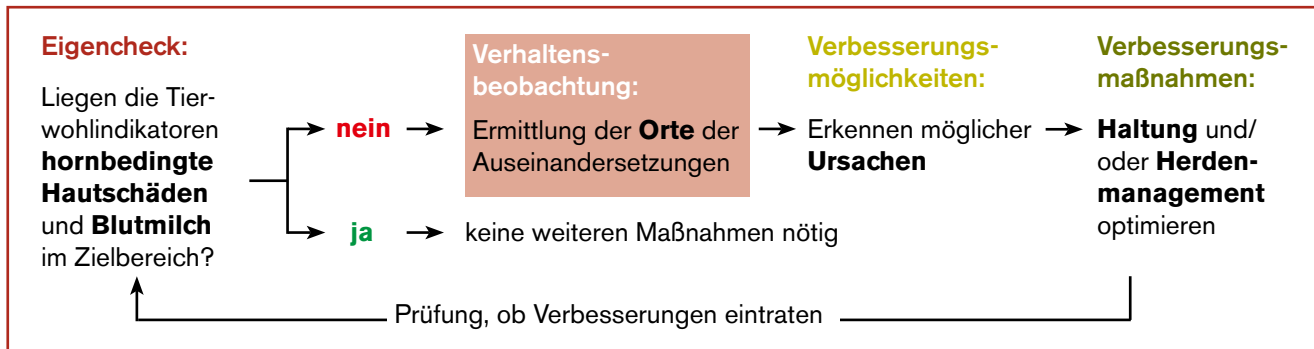 Eigencheck:
Liegen die Tier-
wohlindikatoren
hornbedingte
Hautschäden
und Blutmilch
im Zielbereich?
nein
ja
Verhaltens-
beobachtung:
Ermittlung der Orte der
Auseinandersetzungen
keine weiteren Maßnahmen nötig
Verbesserungs-
möglichkeiten:
Erkennen möglicher
Ursachen
Verbesserungs-
maßnahmen:
Haltung und/
oder Herden-
management
optimieren
Prüfung, ob Verbesserungen eintraten